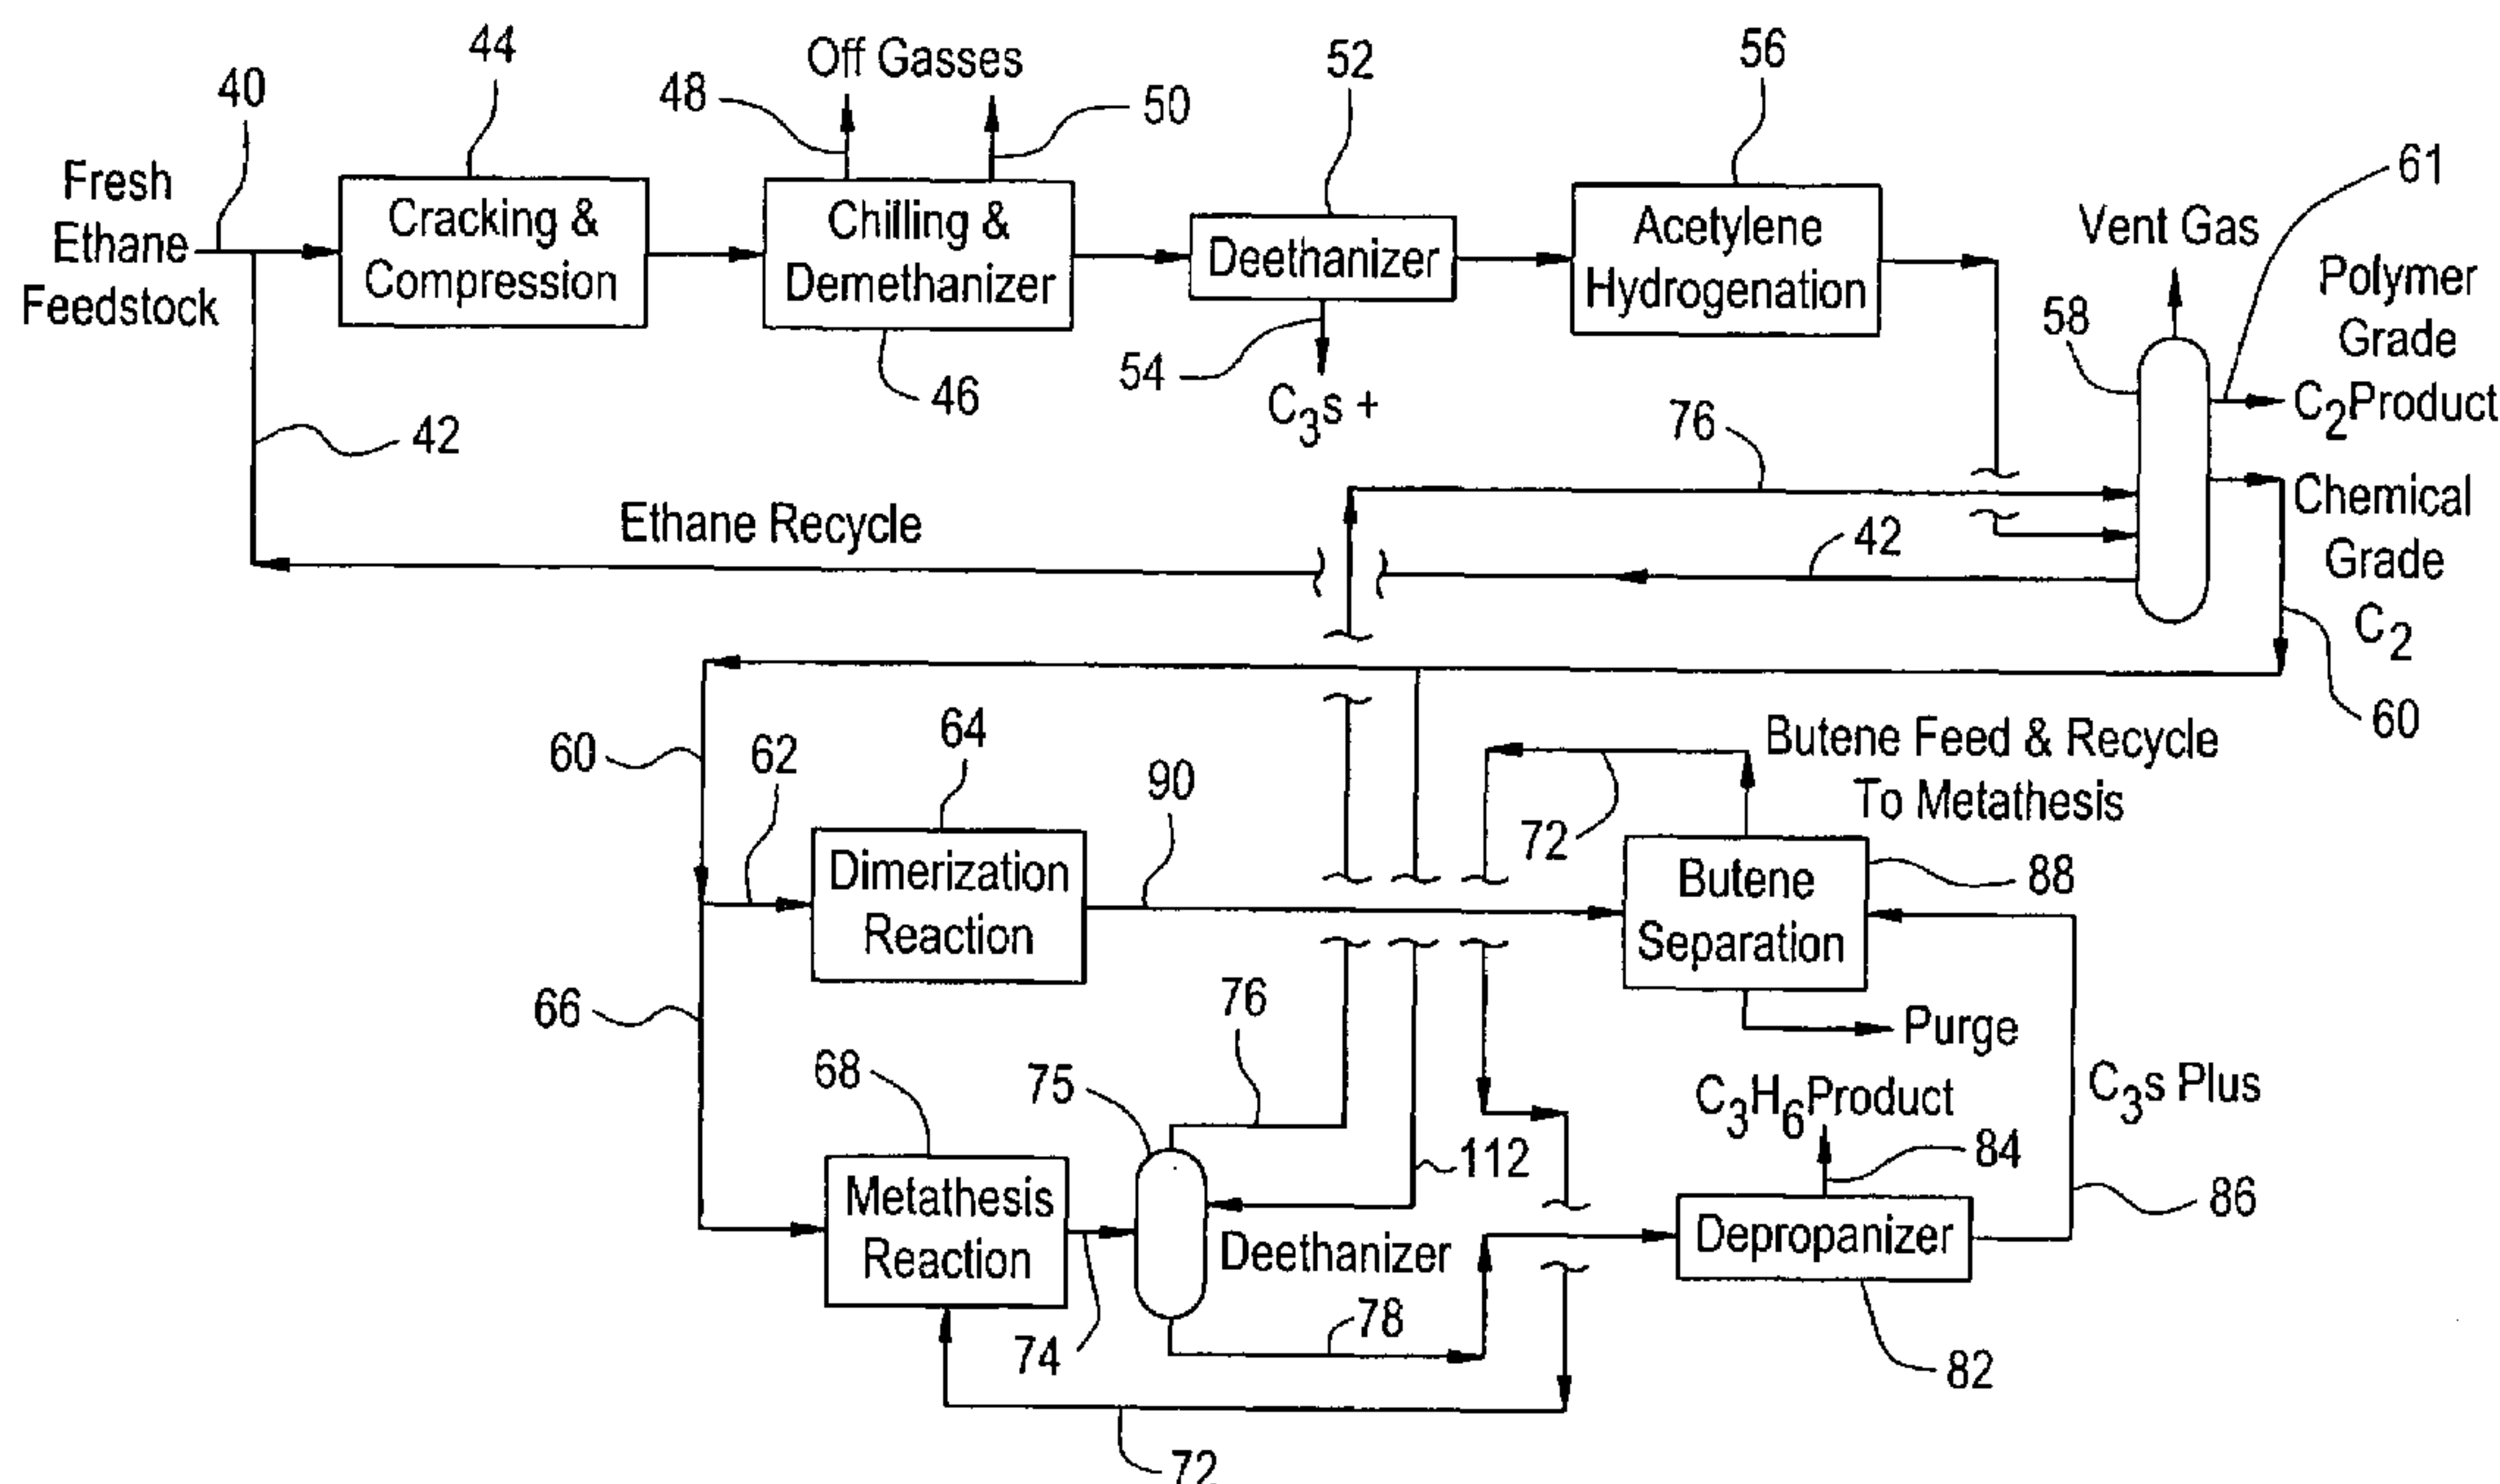 44
Off Gasses
52
56
40
48
50
61
Fresh
Ethane
Feedstock
Cracking &
Compression
Chilling &
Demethanizer
Deethanizer
Acetylene
Hydrogenation
Vent Gas
Polymer
Grade
C2Product
58
54
46
C3s +
42
76
Ethane Recycle
42
Chemical
Grade
C2
60
60
62
64
90
Butene Feed & Recycle
To Metathesis
72
Dimerization
Reaction
Butene
Separation
88
66
76
Purge
68
75
C3H6Product
C3s Plus
112
84
86
Metathesis
Reaction
Deethanizer
Depropanizer
74
78
82
72